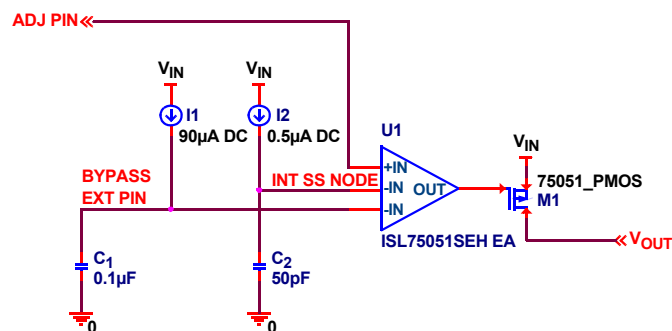 ADJ PIN
VIN
VIN
I1
I2
90µA DC
0.5µA DC
U1
VIN
BYPASS
EXT PIN
INT SS NODE
+IN
-IN
-IN
OUT
75051_PMOS
M1
ISL75051SEH EA
VOUT
C1
0.1µF
C2
50pF
0
0